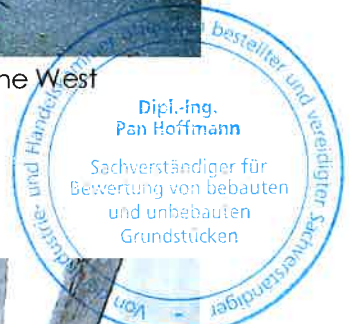 he West
Von
Industrie- und Handelskammer
bestellter und vereidigter Sachverständiger
Dipl.-Ing.
Pan Hoffmann
Sachverständiger für
Bewertung von bebauten
und unbebauten
Grundstücken